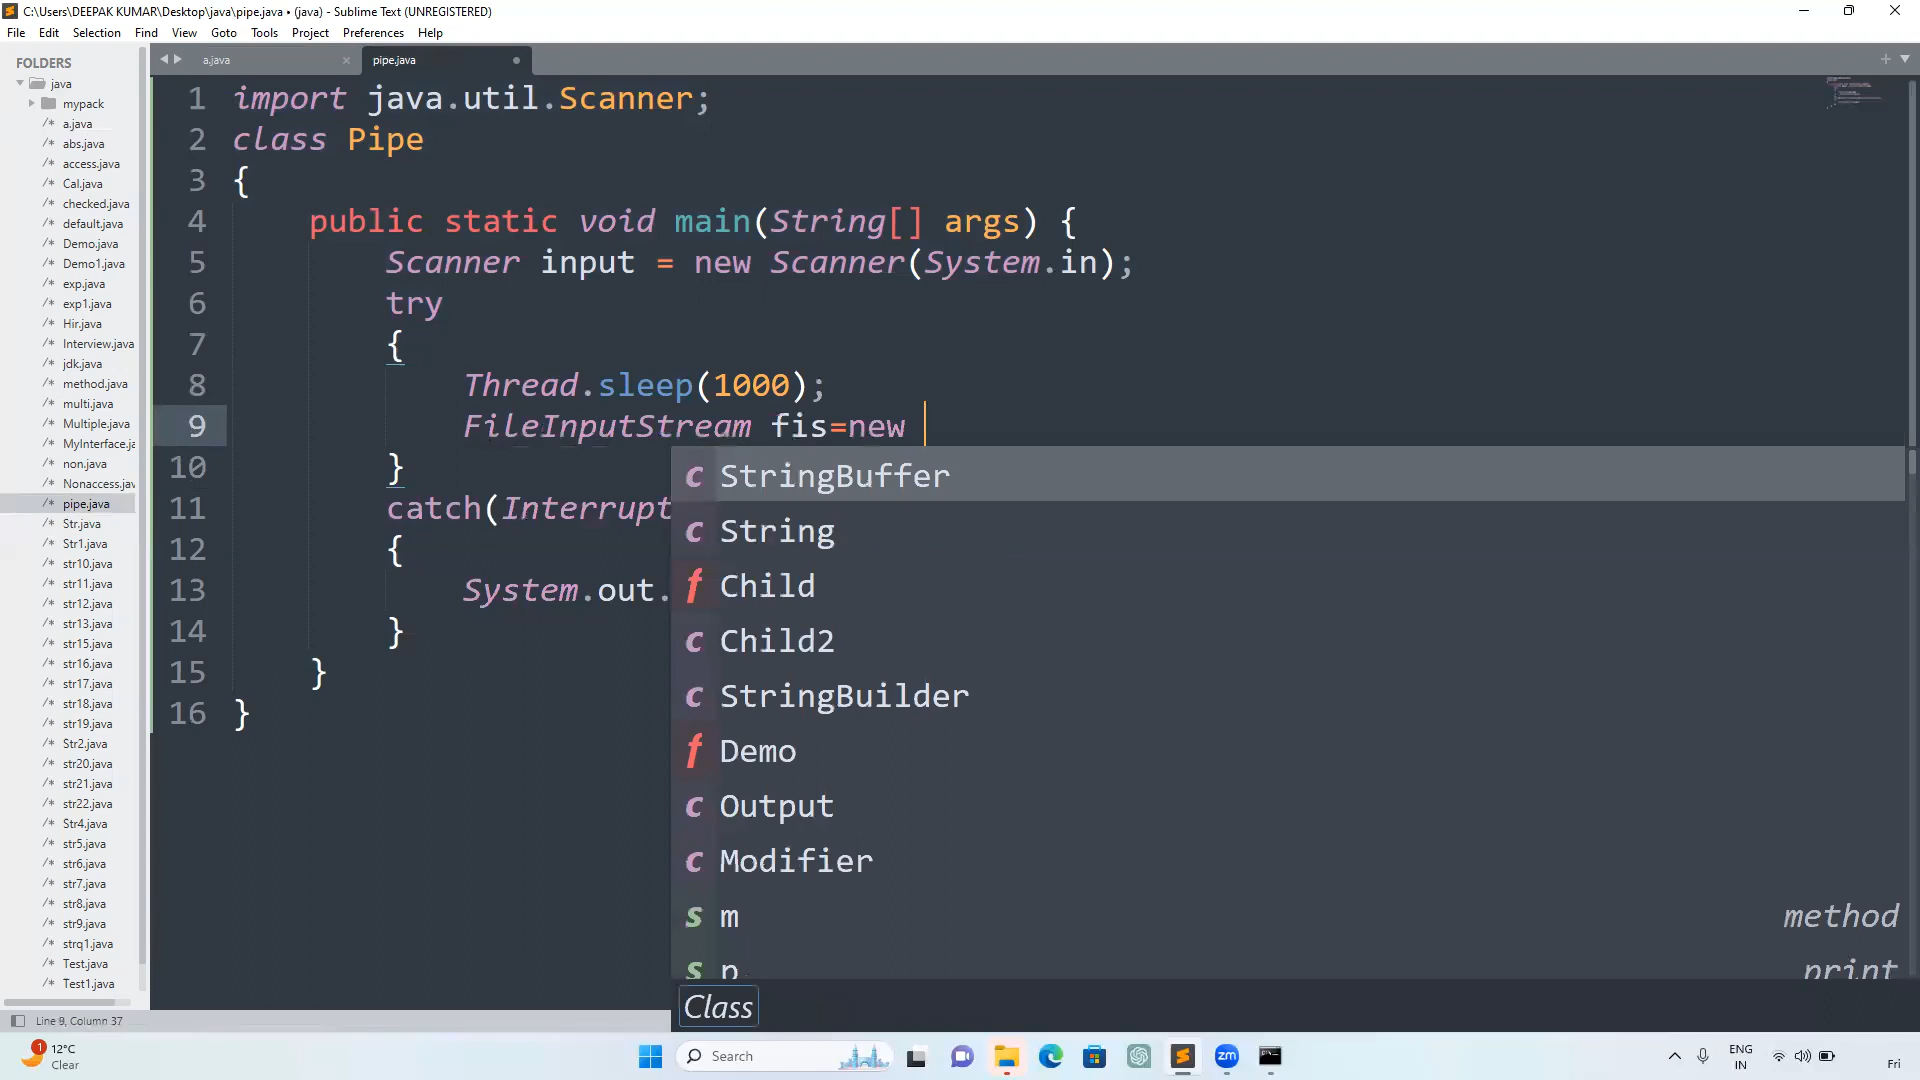 C:\Users\DEEPAK KUMAR\Desktop\java\pipe.java • (java) - Sublime Text (UNREGISTERED)
File Edit Selection Find View Goto Tools Project Preferences Help
FOLDERS
java
mypack
a.java
abs.java
access.java
Cal.java
checked.java
default.java
Demo.java
Demo1.java
exp.java
exp1.java
Hir.java
Interview.java
jdk.java
method.java
multi.java
Multiple.java
MyInterface.ja
non.java
Nonaccess.jav
pipe.java
Str.java
Str1.java
str10.java
str11.java
str12.java
str13.java
str15.java
str16.java
str17.java
str18.java
str19.java
Str2.java
str20.java
str21.java
str22.java
Str4.java
str5.java
str6.java
str7.java
str8.java
str9.java
strq1.java
Test.java
Test1.java
a.java pipe.java
1 import java.util.Scanner;
2 class Pipe
3 {
4 public static void main(String[] args) {
5 Scanner input = new Scanner(System.in);
6 try
7 {
8 Thread.sleep(1000);
9 FileInputStream fis=new
10 }
11 catch(Interrupt
12 {
13 System.out.
14 }
15 }
16 }
c StringBuffer
c String
f Child
c Child2
c StringBuilder
f Demo
c Output
c Modifier
s m method
s p print
Class
Line 9, Column 37
1
12°C
Clear
Search
zm
ENG
IN
Fri